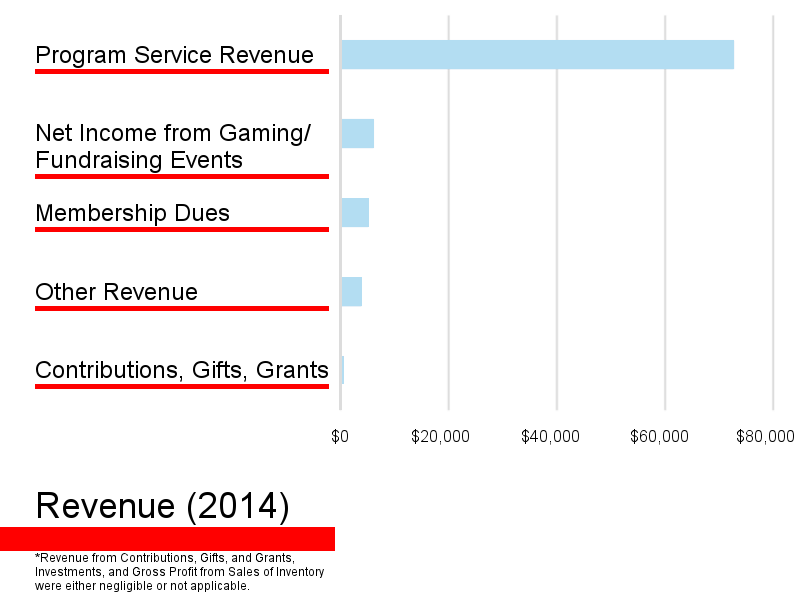 Program Service Revenue
Net Income from Gaming/
Fundraising Events
Membership Dues
Other Revenue
Contributions, Gifts, Grants
$0
$20,000
$40,000
$60,000
$80,000
Revenue (2014)
*Revenue from Contributions, Gifts, and Grants,
Investments, and Gross Profit from Sales of Inventory
were either negligible or not applicable.